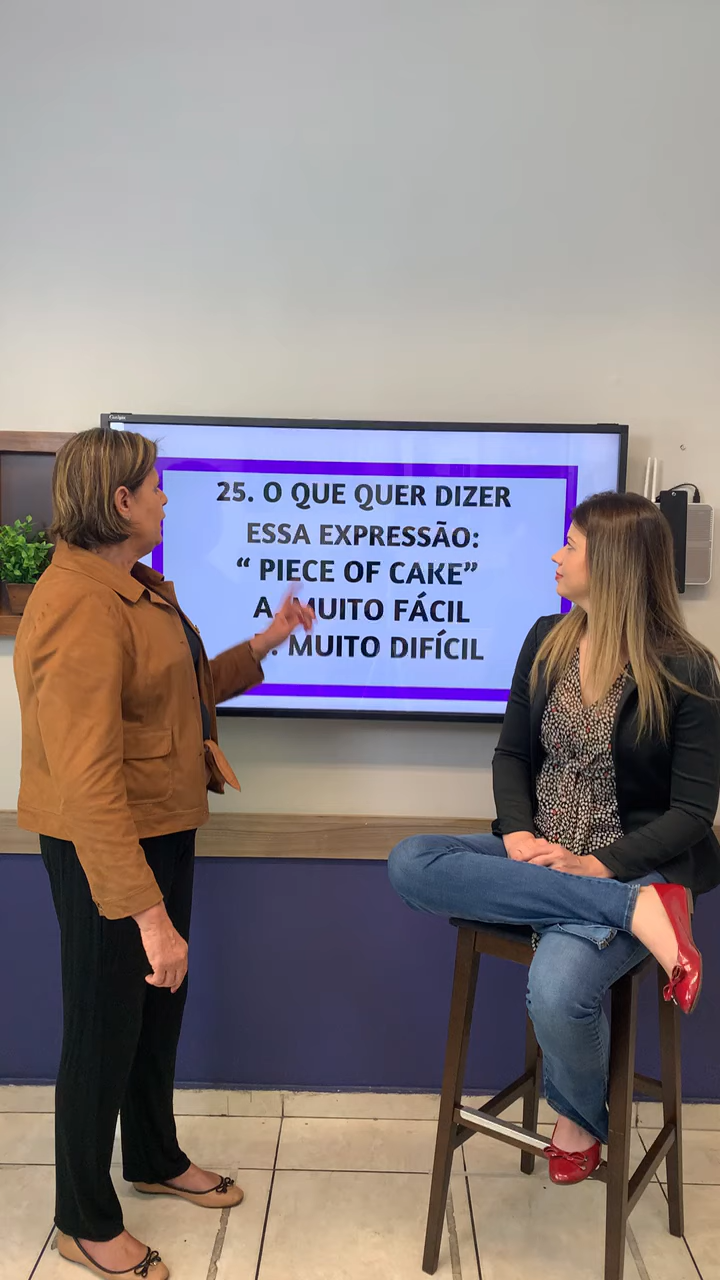 25. O QUE QUER DIZER
ESSA EXPRESSÃO:
“ PIECE OF CAKE”
A. MUITO FÁCIL
MUITO DIFÍCIL